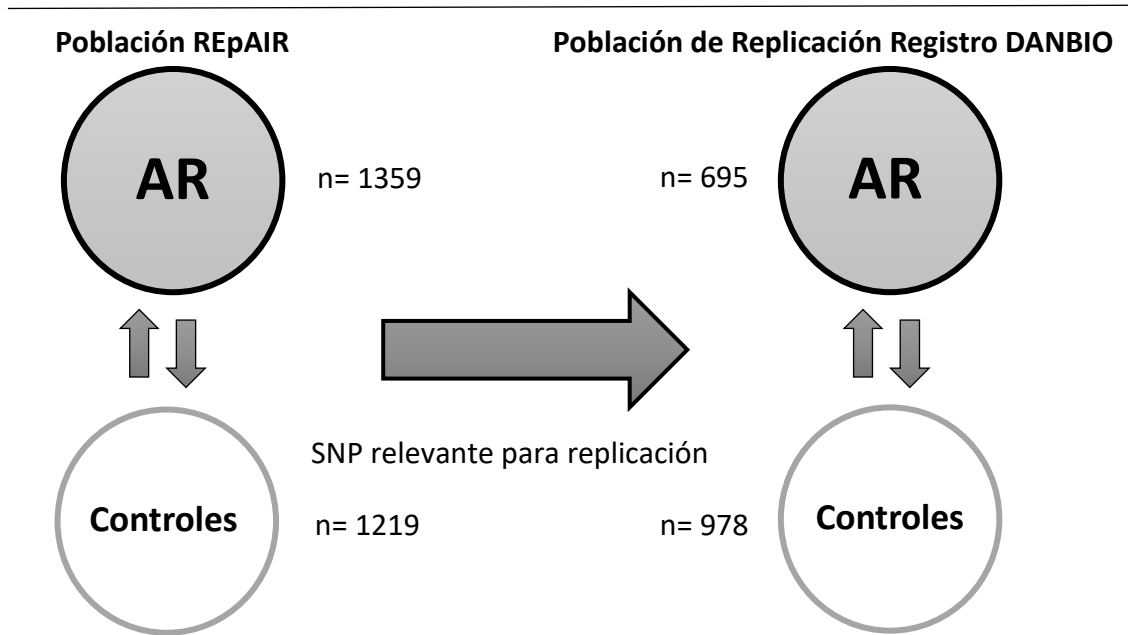 Población REpAIR
Población de Replicación Registro DANBIO
AR
n= 1359
n= 695
AR
SNP relevante para replicación
Controles
n= 1219
n= 978
Controles